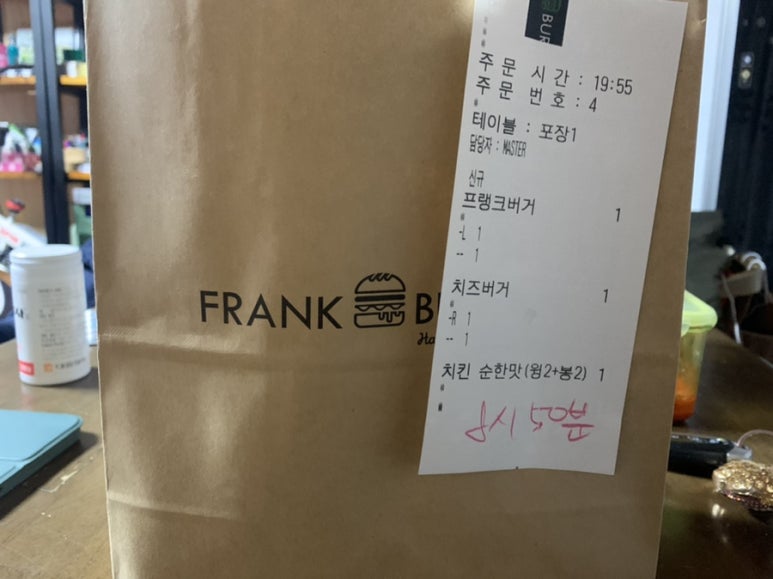 BUR
주 문 시 간 : 19:55
주 문 번 호 : 4
테이블 : 포장1
담당자 : MASTER
신규
프랭크버거 1
-L 1
-- 1
치즈버거 1
-R 1
-- 1
치킨 순한맛(윙2+봉2) 1
8시50분
FRANK B
Ha